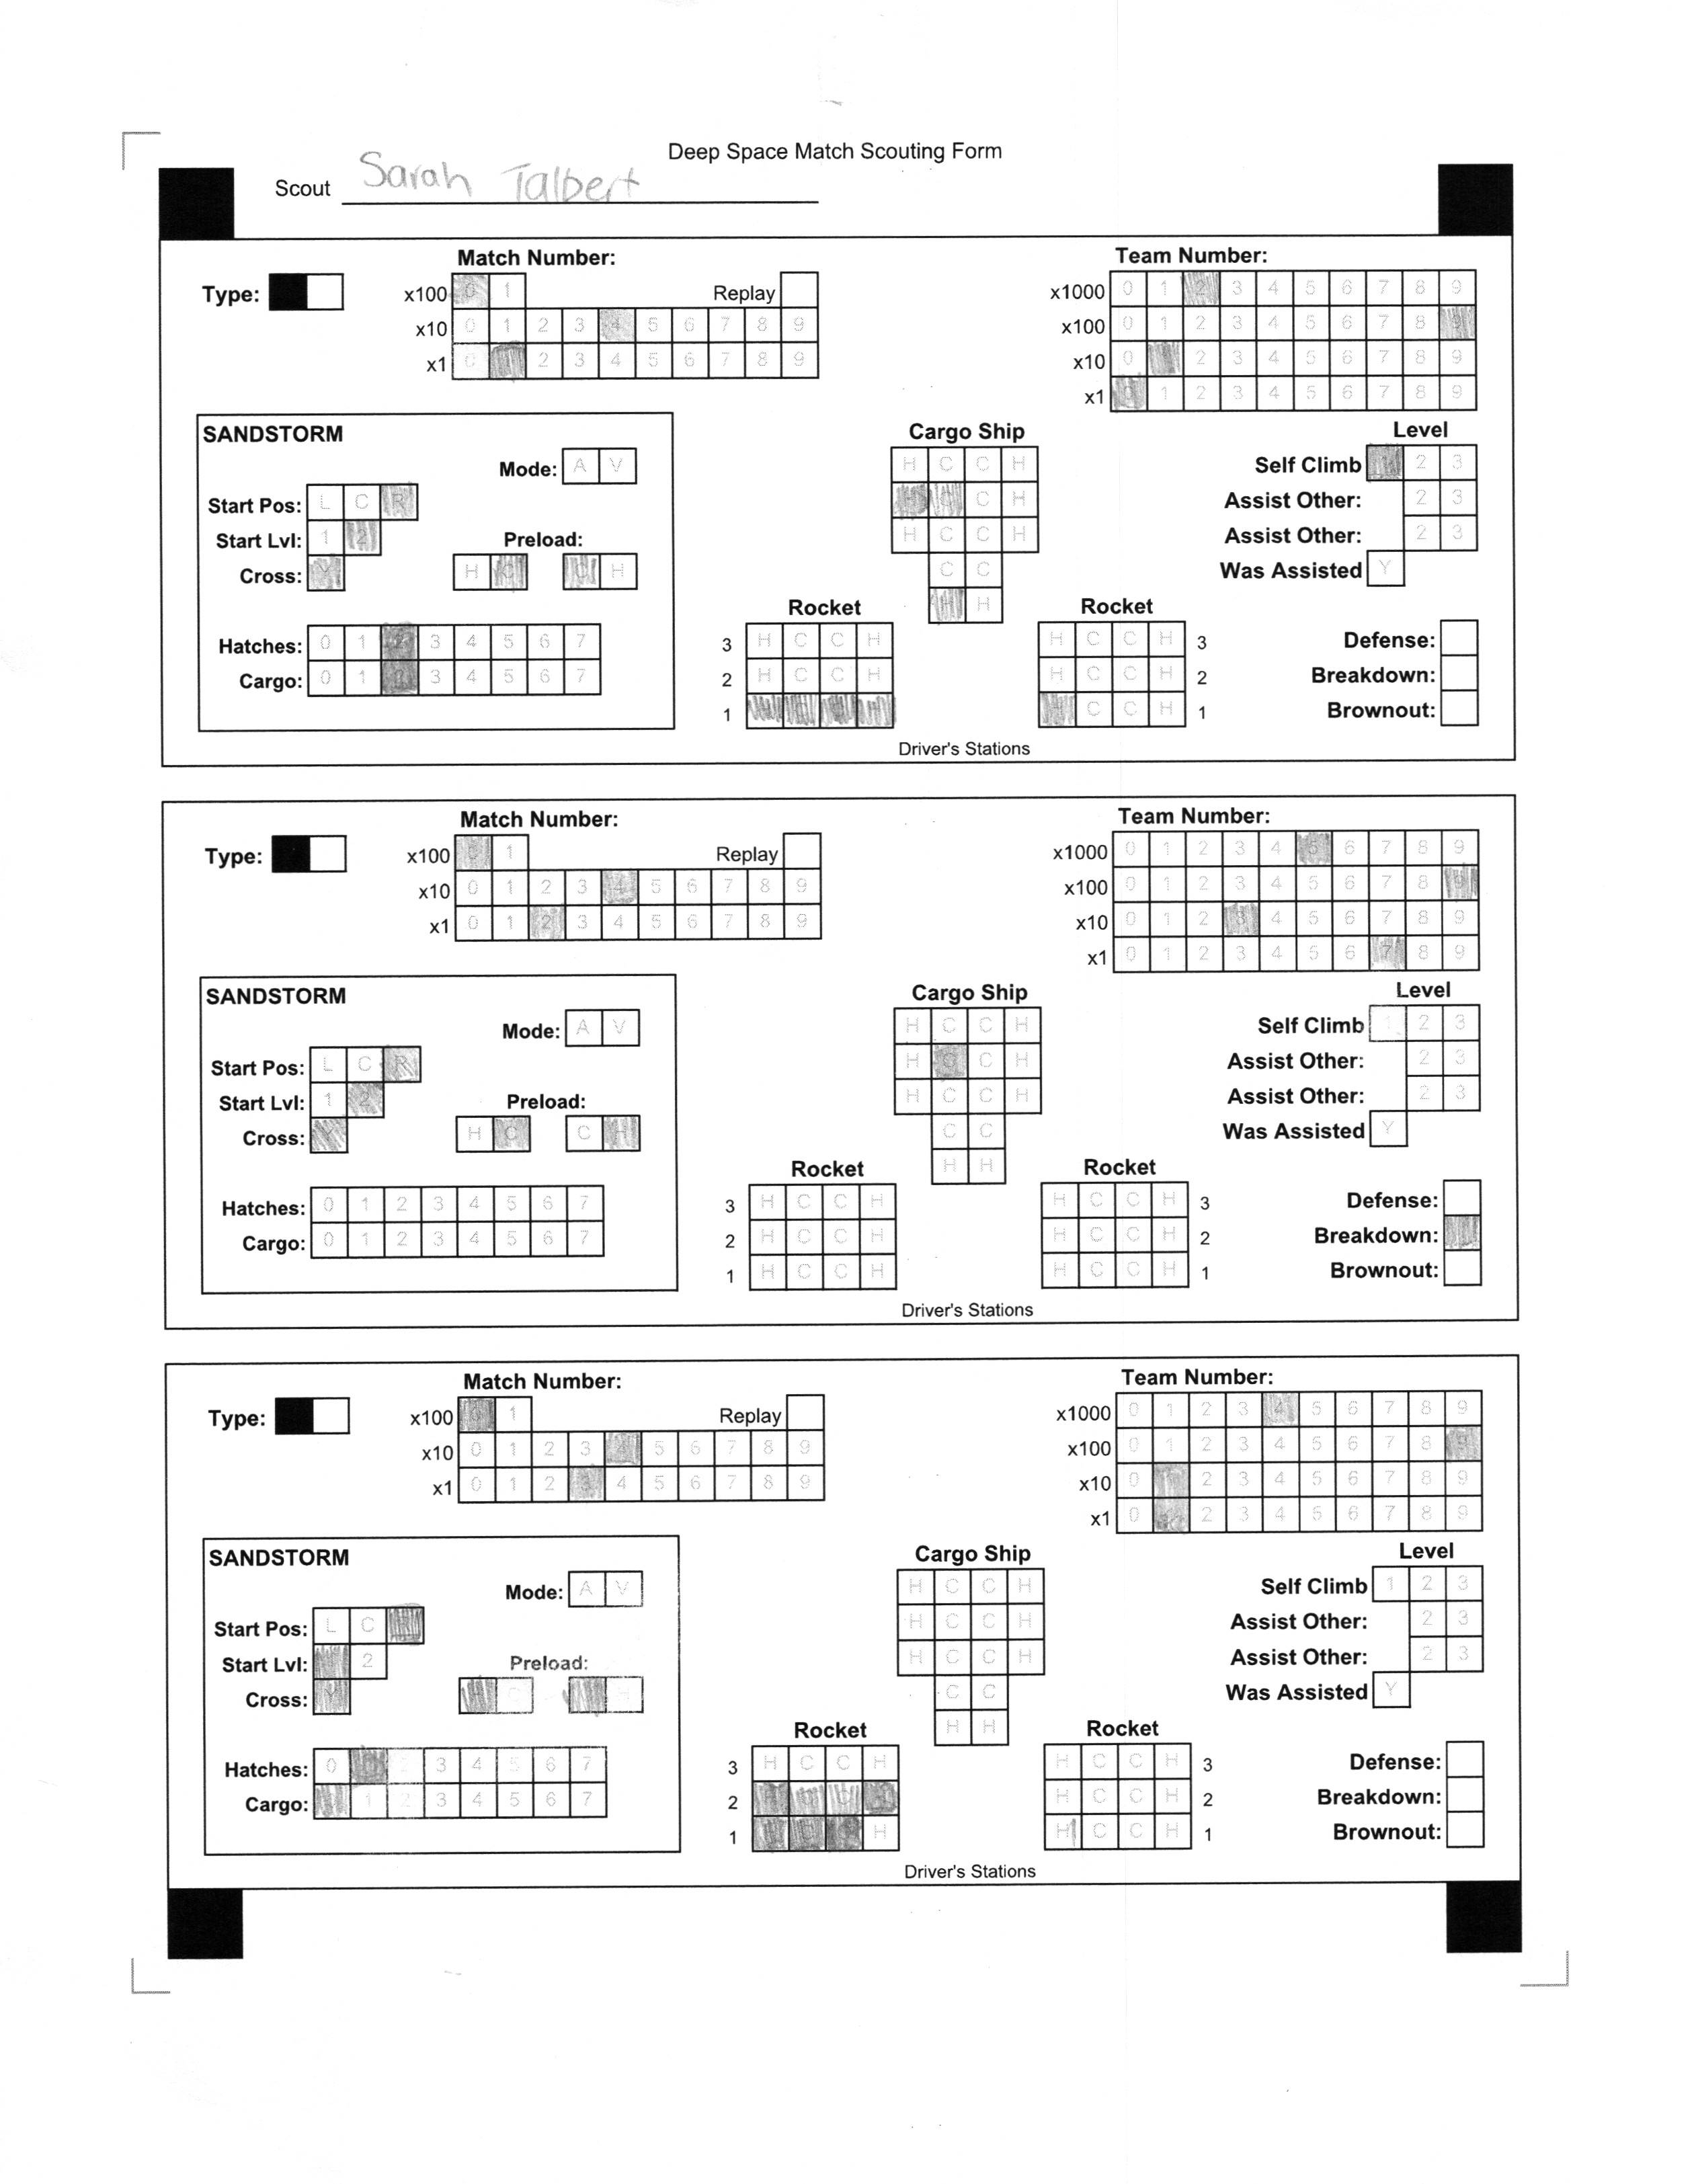 Deep Space Match Scouting Form
Scout Sarah Talbert
Match Number: Team Number:
Type: x100 0 1 Replay x1000 0 1 2 3 4 5 6 7 8 9
x10 0 1 2 3 4 5 6 7 8 9 x100 0 1 2 3 4 5 6 7 8 9
x1 0 2 3 4 5 6 7 8 9 x10 0 2 3 4 5 6 7 8 9
x1 0 1 2 3 4 5 6 7 8 9
SANDSTORM Cargo Ship Level
Mode: A V H C C H Self Climb 2 3
Start Pos: L C R H C C H Assist Other: 2 3
Start Lvl: 1 2 Preload: H C C H Assist Other: 2 3
Cross: Y H C C H C C Was Assisted Y
Rocket H H Rocket
Hatches: 0 1 2 3 4 5 6 7 3 H C C H H C C H 3 Defense:
Cargo: 0 1 2 3 4 5 6 7 2 H C C H H C C H 2 Breakdown:
1 C C H 1 Brownout:
Driver's Stations
Match Number: Team Number:
Type: x100 0 1 Replay x1000 0 1 2 3 4 5 6 7 8 9
x10 0 1 2 3 4 5 6 7 8 9 x100 0 1 2 3 4 5 6 7 8 9
x1 0 1 2 3 4 5 6 7 8 9 x10 0 1 2 3 4 5 6 7 8 9
x1 0 1 2 3 4 5 6 7 8 9
SANDSTORM Cargo Ship Level
Mode: A V H C C H Self Climb 1 2 3
Start Pos: L C R H C C H Assist Other: 2 3
Start Lvl: 1 2 Preload: H C C H Assist Other: 2 3
Cross: Y H C C H C C Was Assisted Y
Rocket H H Rocket
Hatches: 0 1 2 3 4 5 6 7 3 H C C H H C C H 3 Defense:
Cargo: 0 1 2 3 4 5 6 7 2 H C C H H C C H 2 Breakdown:
1 H C C H H C C H 1 Brownout:
Driver's Stations
Match Number: Team Number:
Type: x100 0 1 Replay x1000 0 1 2 3 4 5 6 7 8 9
x10 0 1 2 3 4 5 6 7 8 9 x100 0 1 2 3 4 5 6 7 8 9
x1 0 1 2 3 4 5 6 7 8 9 x10 0 2 3 4 5 6 7 8 9
x1 0 2 3 4 5 6 7 8 9
SANDSTORM Cargo Ship Level
Mode: A V H C C H Self Climb 1 2 3
Start Pos: L C H C C H Assist Other: 2 3
Start Lvl: 2 Preload: H C C H Assist Other: 2 3
Cross: Y H C H C C Was Assisted Y
Rocket H H Rocket
Hatches: 0 2 3 4 5 6 7 3 H C C H H C C H 3 Defense:
Cargo: 1 2 3 4 5 6 7 2 H C C H H C C H 2 Breakdown:
1 H H C C H 1 Brownout:
Driver's Stations